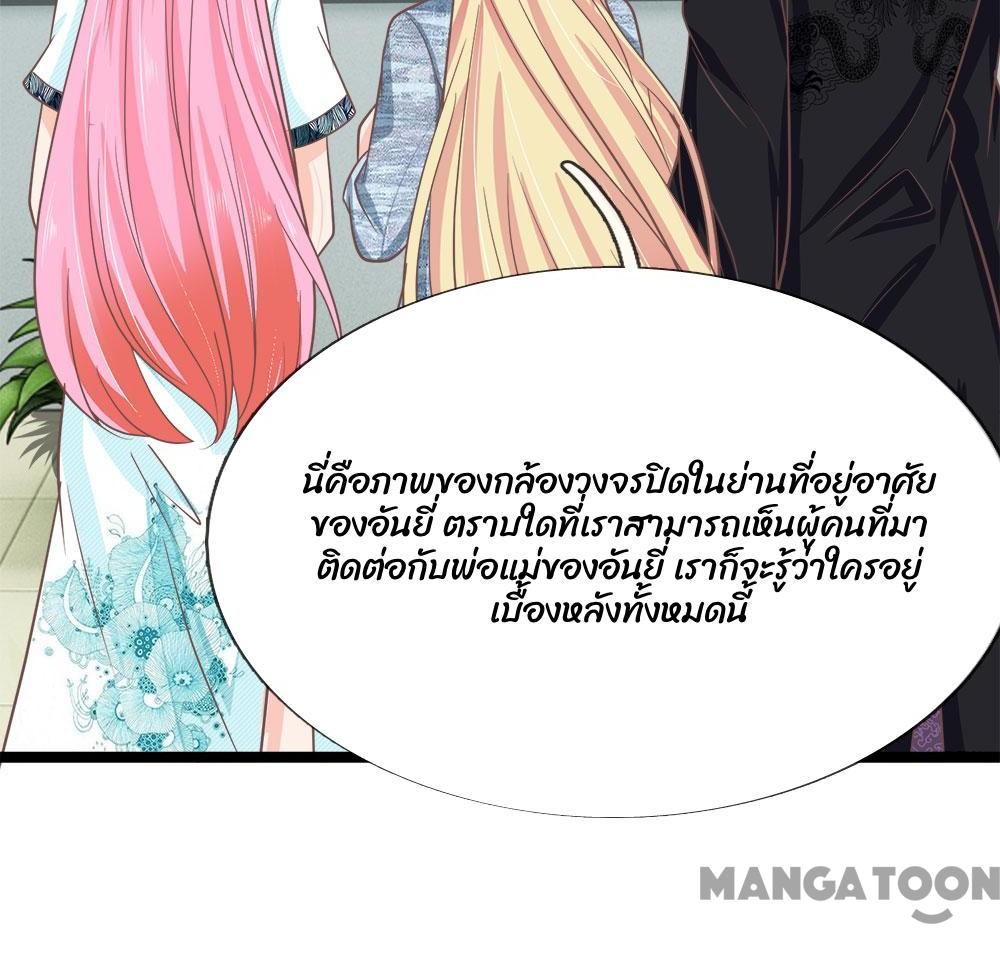 นี่คือภาพของกล้องวงจรปิดในย่านที่อยู่อาศัย
ของอันยี่ ตราบใดที่เราสามารถเห็นผู้คนที่มา
ติดต่อกับพ่อแม่ของอันยี่ เราก็จะรู้ว่าใครอยู่
เบื้องหลังทั้งหมดนี้
MANGA TOON